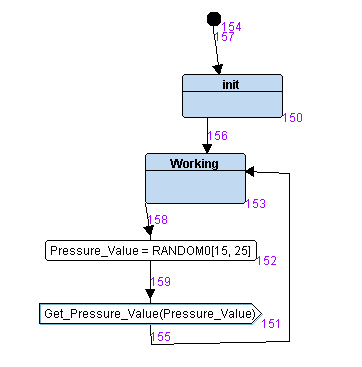 154
157
init
150
156
Working
153
158
Pressure_Value = RANDOM0[15, 25]
152
159
Get_Pressure_Value(Pressure_Value)
151
155